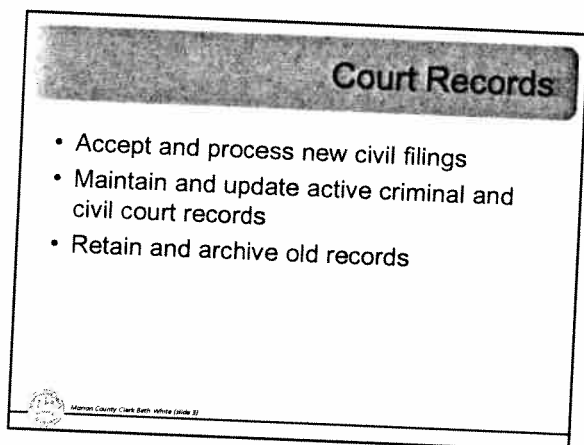 Court Records
• Accept and process new civil filings
• Maintain and update active criminal and
civil court records
• Retain and archive old records
Marion County Clerk Beth White (slide 3)